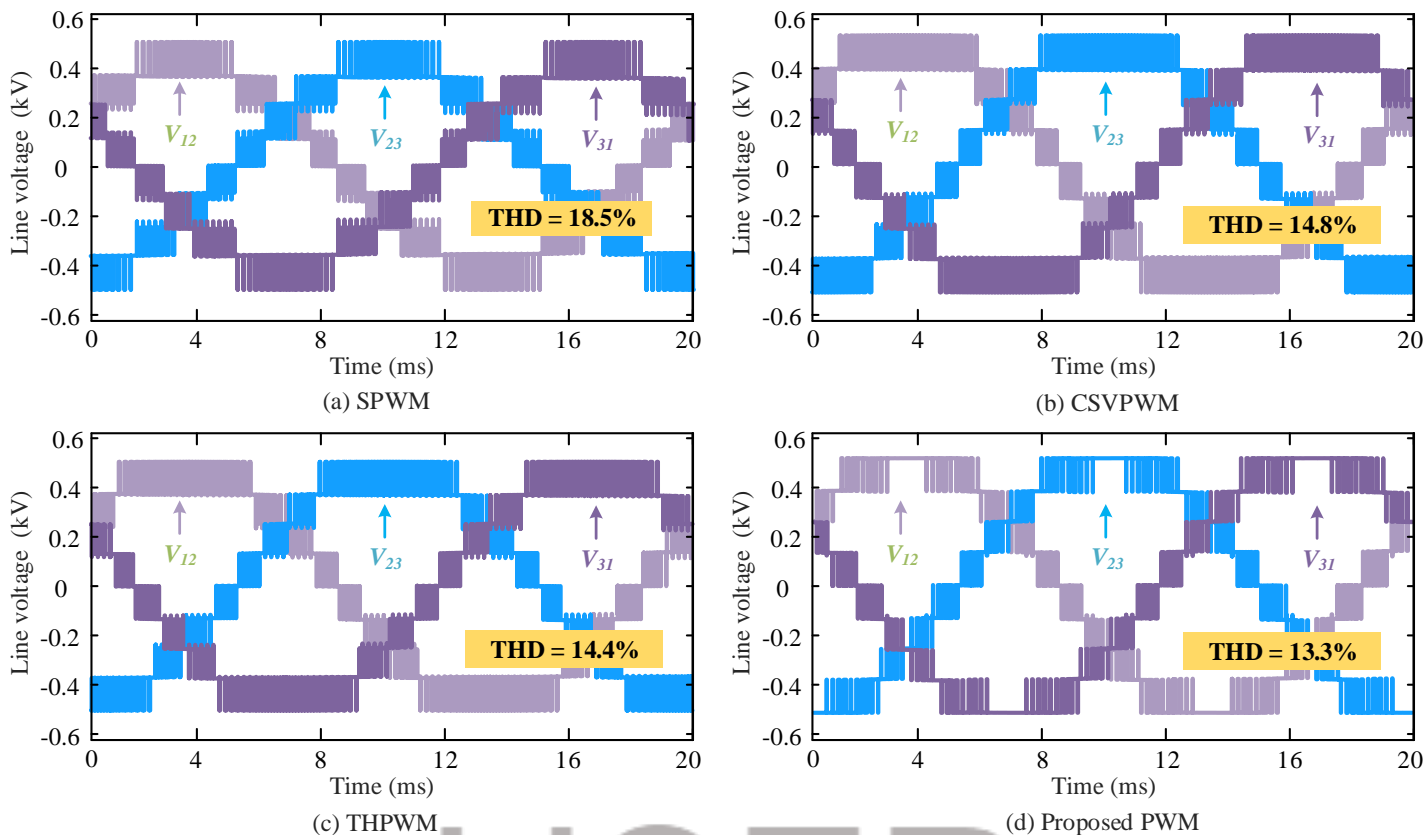 0.6
0.4
0.2
0
-0.2
-0.4
-0.6
Line voltage (kV)
V12
V23
V31
THD = 18.5%
0 4 8 12 16 20
Time (ms)
(a) SPWM
0.6
0.4
0.2
0
-0.2
-0.4
-0.6
Line voltage (kV)
V12
V23
V31
THD = 14.8%
0 4 8 12 16 20
Time (ms)
(b) CSVPWM
0.6
0.4
0.2
0
-0.2
-0.4
-0.6
Line voltage (kV)
V12
V23
V31
THD = 14.4%
0 4 8 12 16 20
Time (ms)
(c) THPWM
0.6
0.4
0.2
0
-0.2
-0.4
-0.6
Line voltage (kV)
V12
V23
V31
THD = 13.3%
0 4 8 12 16 20
Time (ms)
(d) Proposed PWM